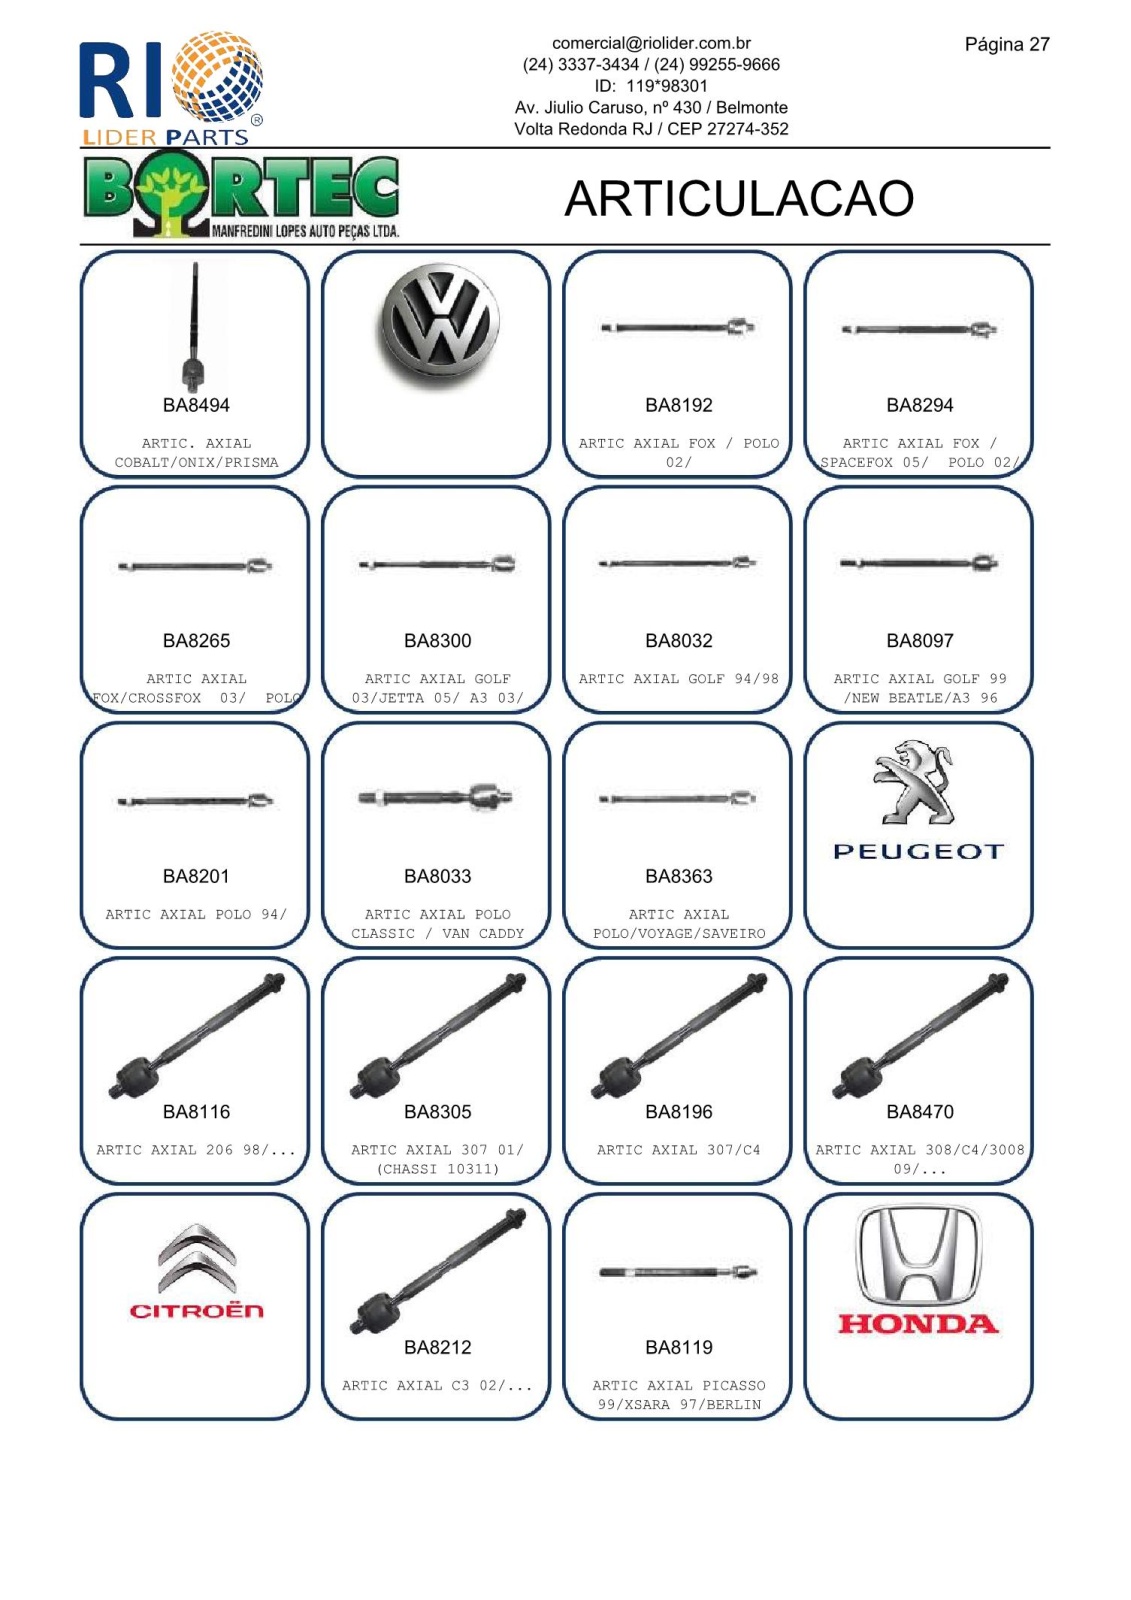 RIO
LIDER PARTS ®
comercial@riolider.com.br
(24) 3337-3434 / (24) 99255-9666
ID: 119*98301
Av. Jiulio Caruso, nº 430 / Belmonte
Volta Redonda RJ / CEP 27274-352
Página 27
BORTEC
MANFREDINI LOPES AUTO PEÇAS LTDA.
ARTICULACAO
BA8494
ARTIC. AXIAL
COBALT/ONIX/PRISMA
BA8192
ARTIC AXIAL FOX / POLO
02/
BA8294
ARTIC AXIAL FOX /
SPACEFOX 05/ POLO 02/
BA8265
ARTIC AXIAL
FOX/CROSSFOX 03/ POLO
BA8300
ARTIC AXIAL GOLF
03/JETTA 05/ A3 03/
BA8032
ARTIC AXIAL GOLF 94/98
BA8097
ARTIC AXIAL GOLF 99
/NEW BEATLE/A3 96
BA8201
ARTIC AXIAL POLO 94/
BA8033
ARTIC AXIAL POLO
CLASSIC / VAN CADDY
BA8363
ARTIC AXIAL
POLO/VOYAGE/SAVEIRO
PEUGEOT
BA8116
ARTIC AXIAL 206 98/...
BA8305
ARTIC AXIAL 307 01/
(CHASSI 10311)
BA8196
ARTIC AXIAL 307/C4
BA8470
ARTIC AXIAL 308/C4/3008
09/...
CITROËN
BA8212
ARTIC AXIAL C3 02/...
BA8119
ARTIC AXIAL PICASSO
99/XSARA 97/BERLIN
HONDA